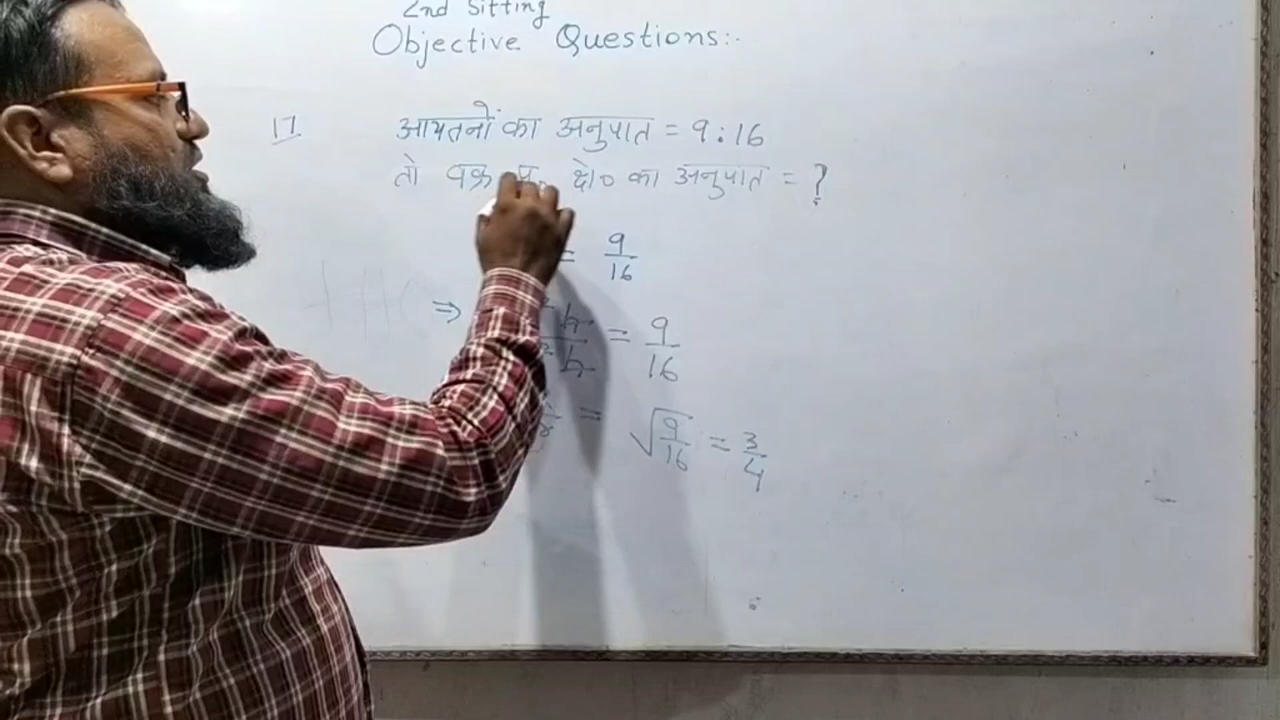 2nd Sitting
Objective Questions:-
17 आयतनों का अनुपात = 9:16
तो वक्र पृ० क्षे० का अनुपात = ?
= 9/16
⇒ h/h = 9/16
= √9/16 = 3/4